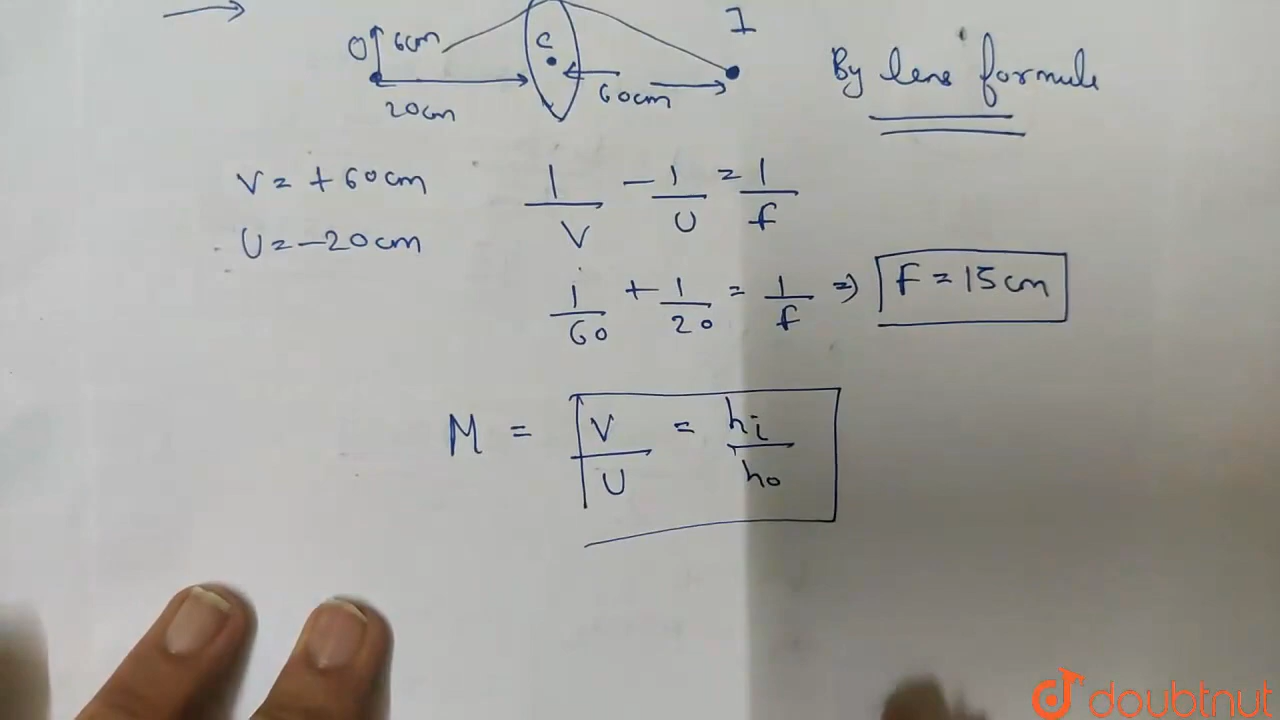 I
O 6cm
C
By lens formule
60cm
20cm
V = + 60cm
1/V - 1/U = 1/f
U = -20cm
1/60 + 1/20 = 1/f ⇒ F = 15cm
M = V/U = hi/ho
doubtnut